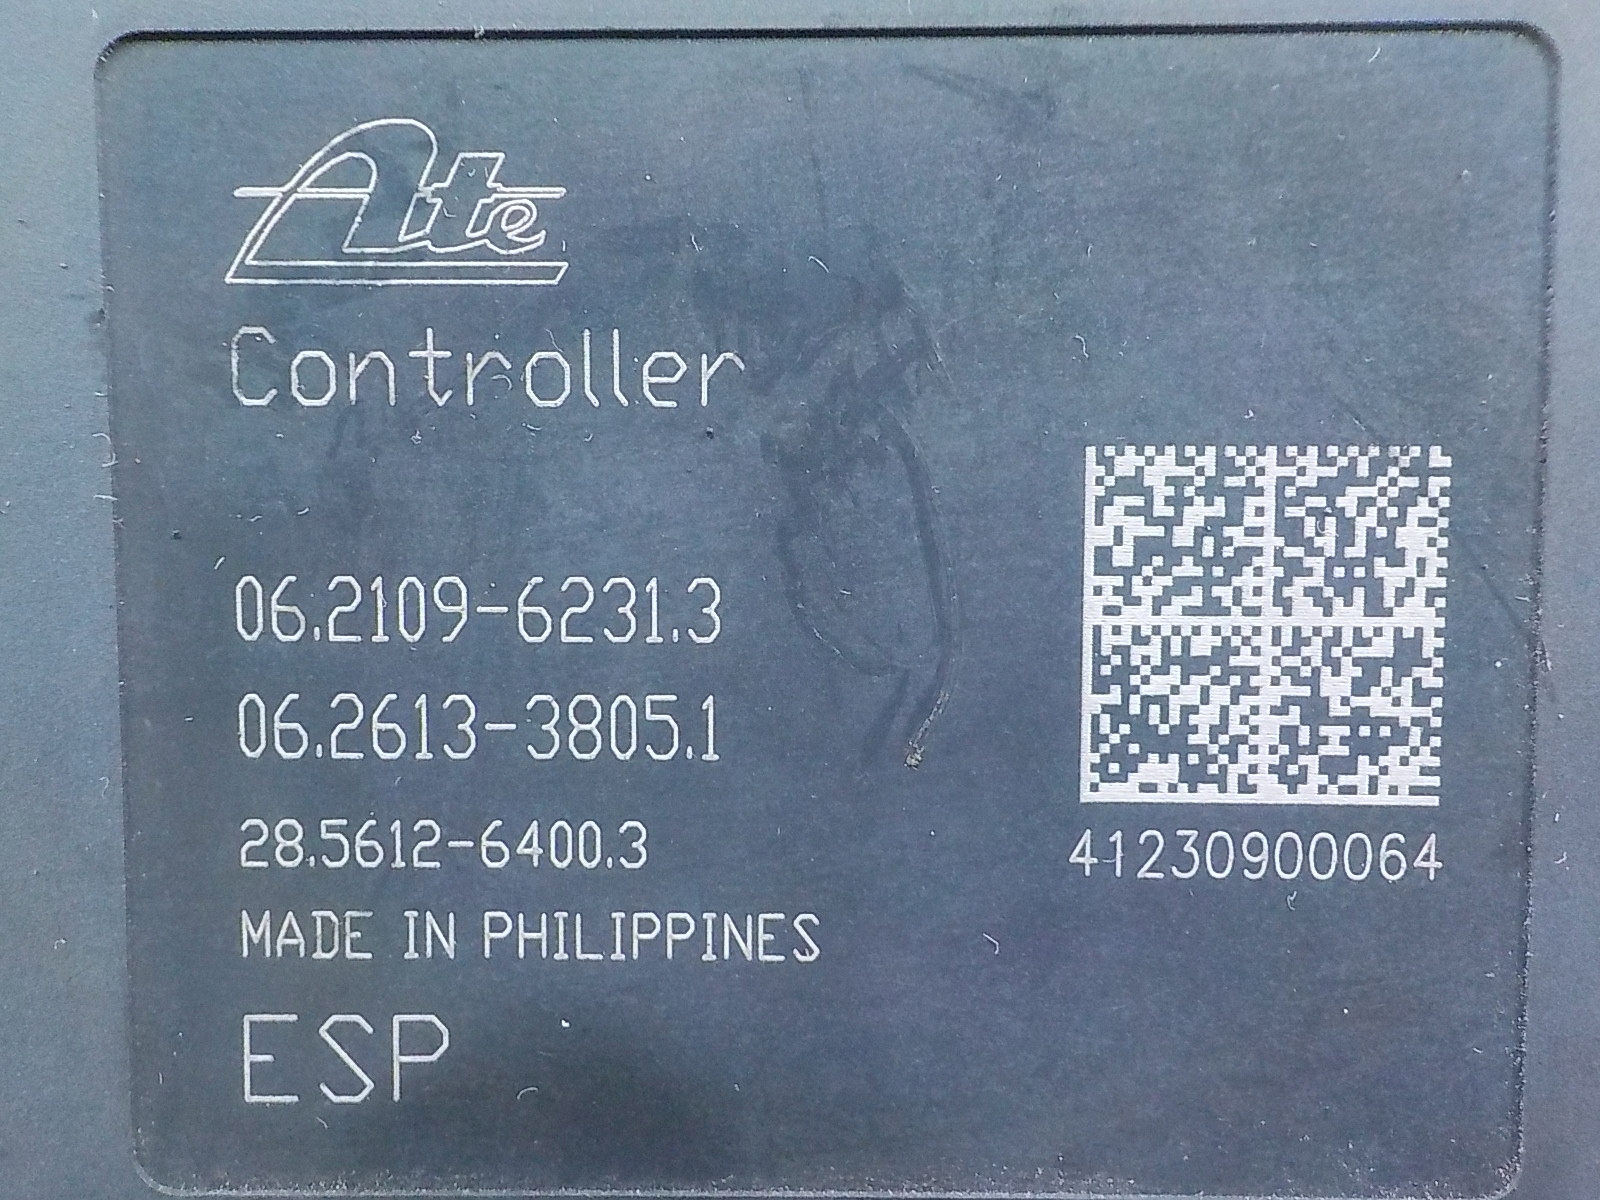 Ate
Controller
06.2109-6231.3
06.2613-3805.1
28.5612-6400.3
MADE IN PHILIPPINES
ESP
41230900064